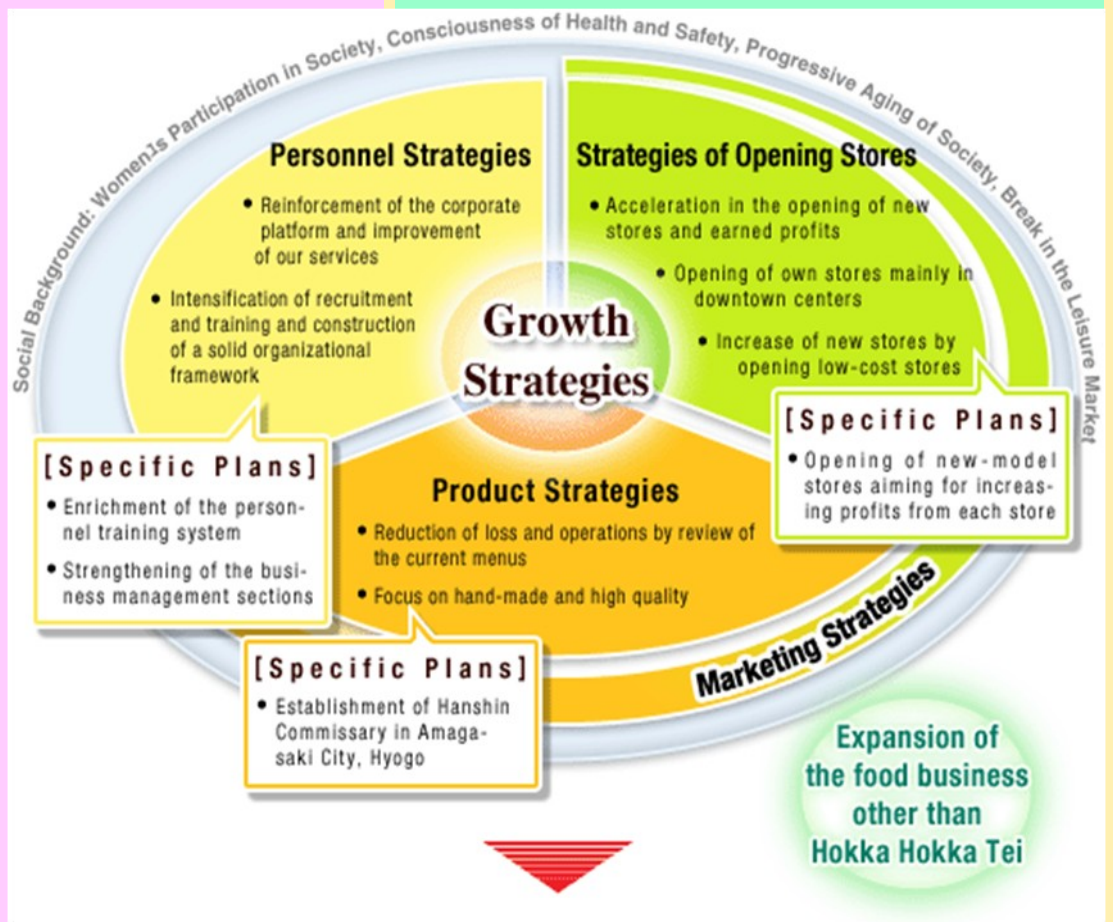 Social Background: Women's Participation in Society, Consciousness of Health and Safety, Progressive Aging of Society, Break in the Leisure Market
Personnel Strategies
• Reinforcement of the corporate
platform and improvement
of our services
• Intensification of recruitment
and training and construction
of a solid organizational
framework
Strategies of Opening Stores
• Acceleration in the opening of new
stores and earned profits
• Opening of own stores mainly in
downtown centers
• Increase of new stores by
opening low-cost stores
Growth
Strategies
[Specific Plans]
• Enrichment of the person-
nel training system
• Strengthening of the busi-
ness management sections
[Specific Plans]
• Opening of new-model
stores aiming for increas-
ing profits from each store
Product Strategies
• Reduction of loss and operations by review of
the current menus
• Focus on hand-made and high quality
[Specific Plans]
• Establishment of Hanshin
Commissary in Amaga-
saki City, Hyogo
Marketing Strategies
Expansion of
the food business
other than
Hokka Hokka Tei